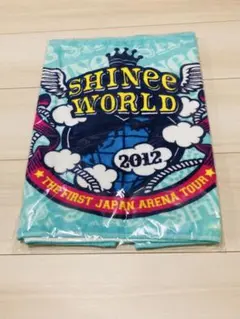 SHINee
WORLD
2012
★THE FIRST JAPAN ARENA TOUR★